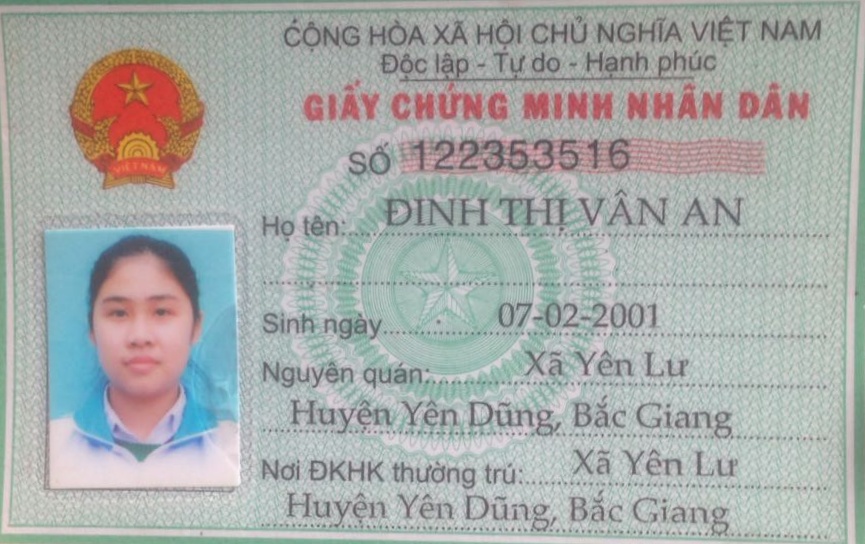 CỘNG HÒA XÃ HỘI CHỦ NGHĨA VIỆT NAM
Độc lập - Tự do - Hạnh phúc
GIẤY CHỨNG MINH NHÂN DÂN
SỐ 122353516
Họ tên: ĐINH THỊ VÂN AN
Sinh ngày 07-02-2001
Nguyên quán: Xã Yên Lư
Huyện Yên Dũng, Bắc Giang
Nơi ĐKHK thường trú: Xã Yên Lư
Huyện Yên Dũng, Bắc Giang
VIỆT NAM